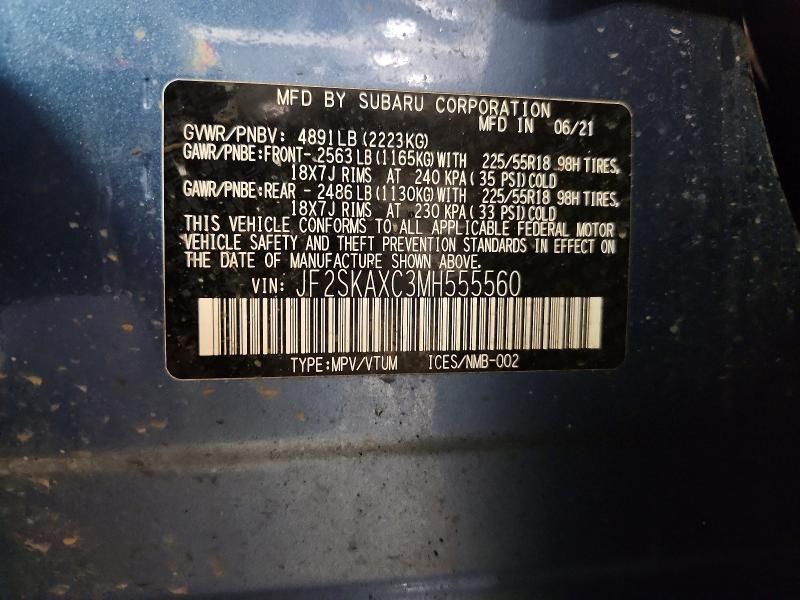 MFD BY SUBARU CORPORATION
MFD IN 06/21
GVWR/PNBV: 4891LB (2223KG)
GAWR/PNBE:FRONT- 2563LB (1165KG) WITH 225/55R18 98H TIRES,
18X7J RIMS AT 240 KPA (35 PSI) COLD
GAWR/PNBE:REAR - 2486LB (1130KG) WITH 225/55R18 98H TIRES,
18X7J RIMS AT 230 KPA (33 PSI) COLD
THIS VEHICLE CONFORMS TO ALL APPLICABLE FEDERAL MOTOR
VEHICLE SAFETY AND THEFT PREVENTION STANDARDS IN EFFECT ON
THE DATE OF MANUFACTURE SHOWN ABOVE.
VIN: JF2SKAXC3MH555560
TYPE:MPV/VTUM ICES/NMB-002